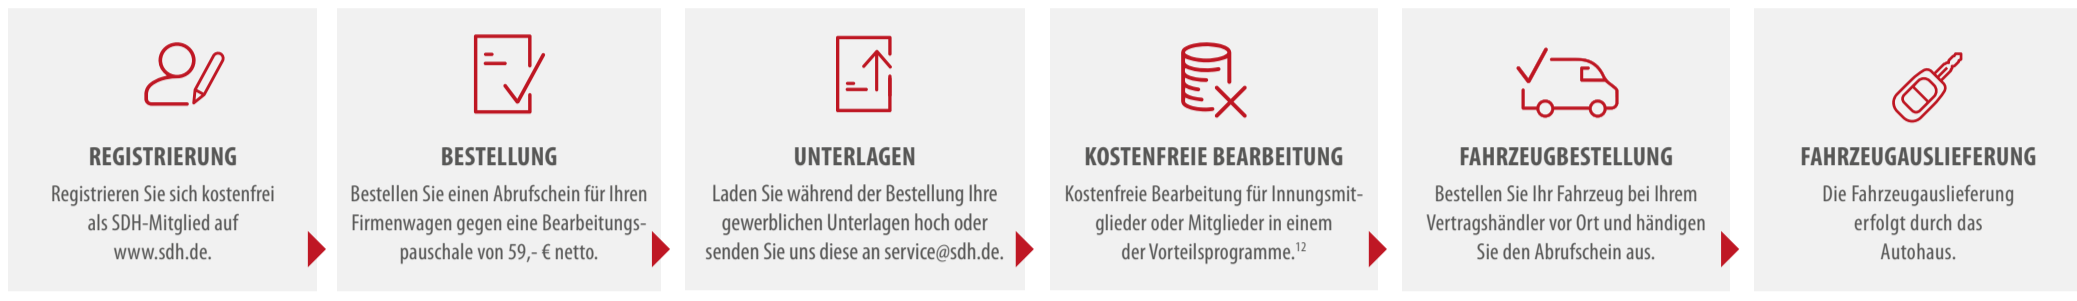 REGISTRIERUNG
Registrieren Sie sich kostenfrei
als SDH-Mitglied auf
www.sdh.de.
BESTELLUNG
Bestellen Sie einen Abrufschein für Ihren
Firmenwagen gegen eine Bearbeitungs-
pauschale von 59,- € netto.
UNTERLAGEN
Laden Sie während der Bestellung Ihre
gewerblichen Unterlagen hoch oder
senden Sie uns diese an service@sdh.de.
KOSTENFREIE BEARBEITUNG
Kostenfreie Bearbeitung für Innungsmit-
glieder oder Mitglieder in einem
der Vorteilsprogramme.¹²
FAHRZEUGBESTELLUNG
Bestellen Sie Ihr Fahrzeug bei Ihrem
Vertragshändler vor Ort und händigen
Sie den Abrufschein aus.
FAHRZEUGAUSLIEFERUNG
Die Fahrzeugauslieferung
erfolgt durch das
Autohaus.